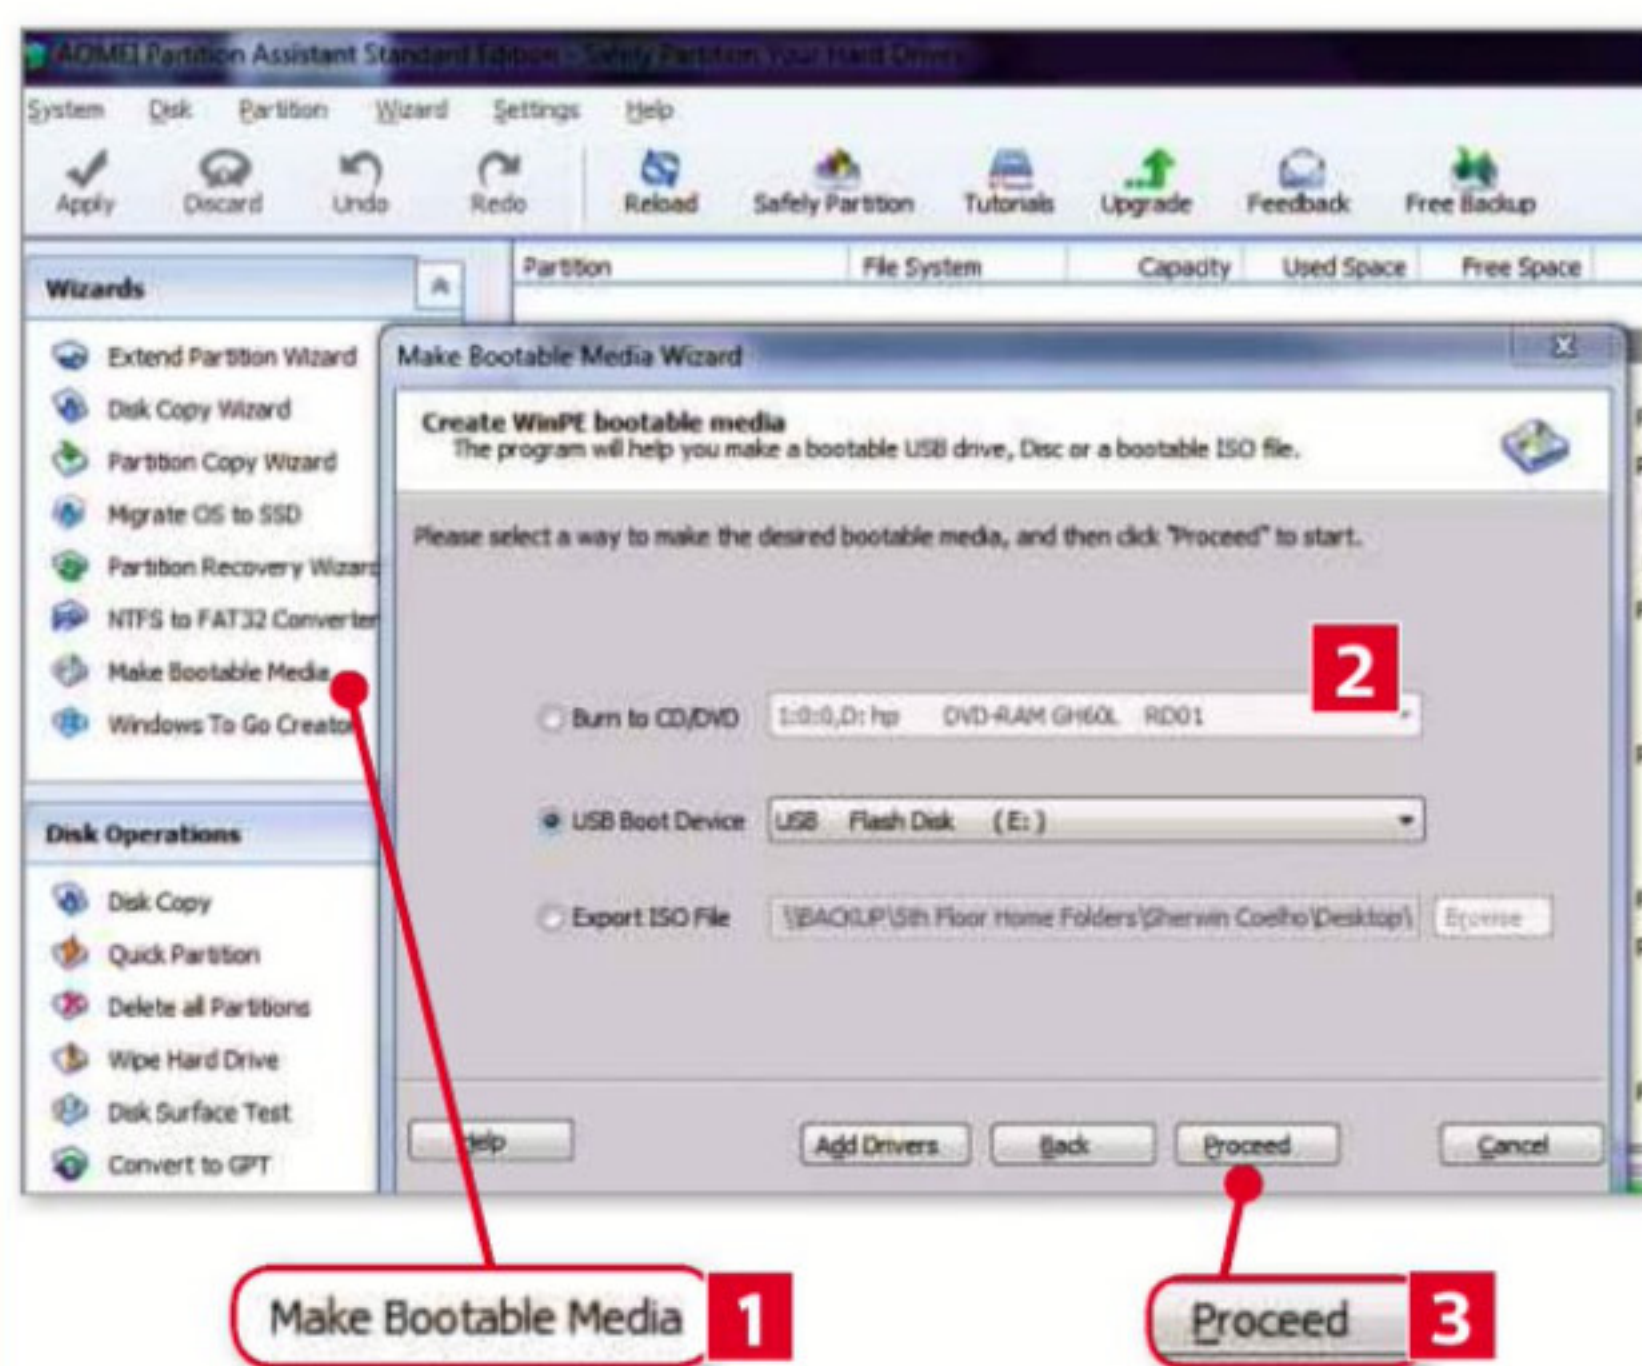 AOMEI Partition Assistant Standard Edition - Safely Partition Your Hard Drive
System Disk Partition Wizard Settings Help
Apply Discard Undo Redo Reload Safely Partition Tutorials Upgrade Feedback Free Backup
Partition File System Capacity Used Space Free Space
Wizards
Extend Partition Wizard
Disk Copy Wizard
Partition Copy Wizard
Migrate OS to SSD
Partition Recovery Wizard
NTFS to FAT32 Converter
Make Bootable Media
Windows To Go Creator
Disk Operations
Disk Copy
Quick Partition
Delete all Partitions
Wipe Hard Drive
Disk Surface Test
Convert to GPT
Make Bootable Media Wizard
Create WinPE bootable media
The program will help you make a bootable USB drive, Disc or a bootable ISO file.
Please select a way to make the desired bootable media, and then click "Proceed" to start.
2
Burn to CD/DVD 1:0:0,D: hp DVD-RAM GH60L RD01
USB Boot Device USB Flash Disk (E:)
Export ISO File \\BACKUP\5th Floor Home Folders\Sherwin Coelho\Desktop\ Browse
Help Add Drivers Back Proceed Cancel
Make Bootable Media 1
Proceed 3